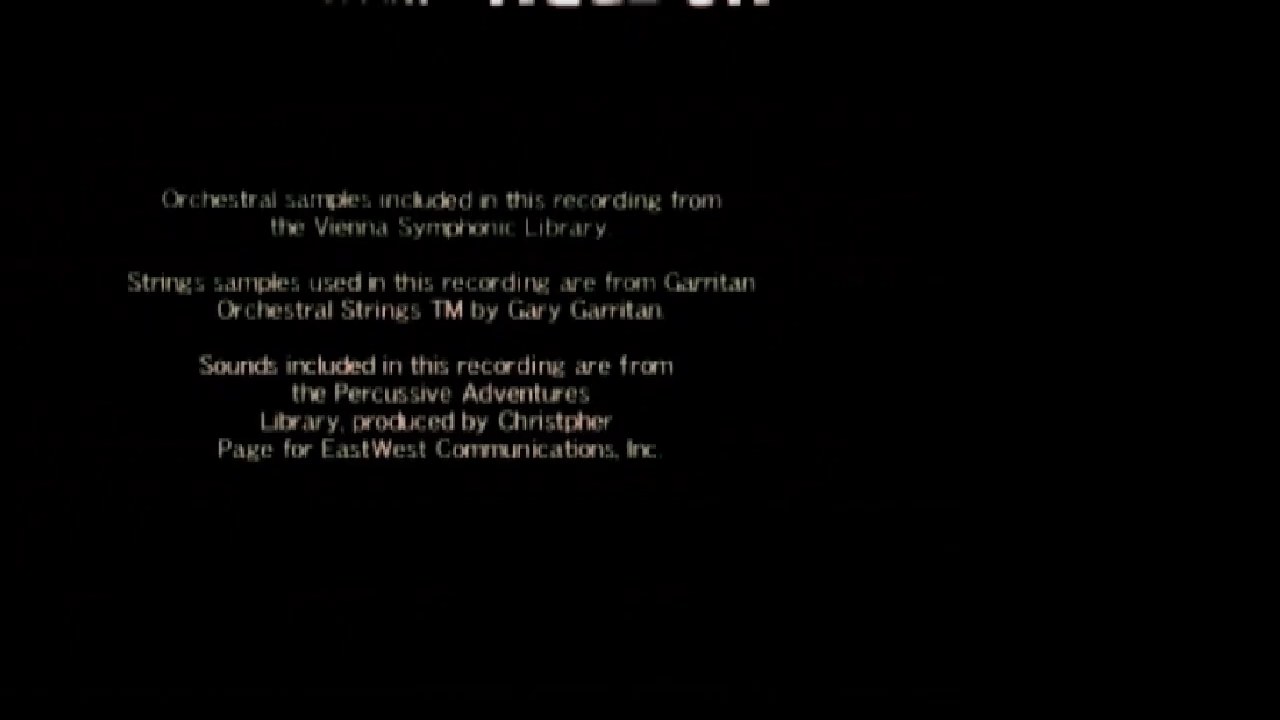 Orchestral samples included in this recording from
the Vienna Symphonic Library.
Strings samples used in this recording are from Garritan
Orchestral Strings TM by Gary Garritan
Sounds included in this recording are from
the Percussive Adventures
Library, produced by Christpher
Page for EastWest Communications, Inc.